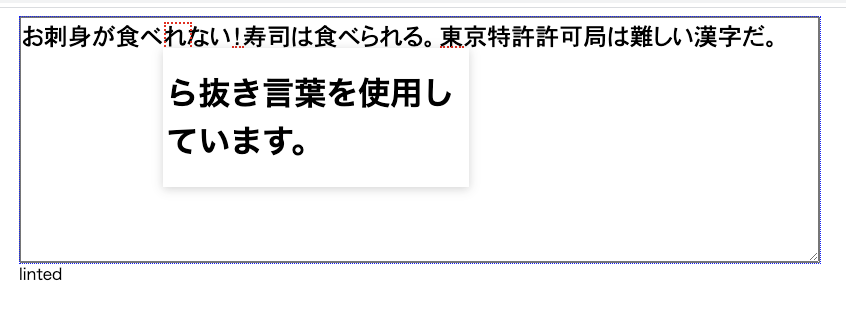 お刺身が食べれない!寿司は食べられる。東京特許許可局は難しい漢字だ。
ら抜き言葉を使用し
ています。
linted